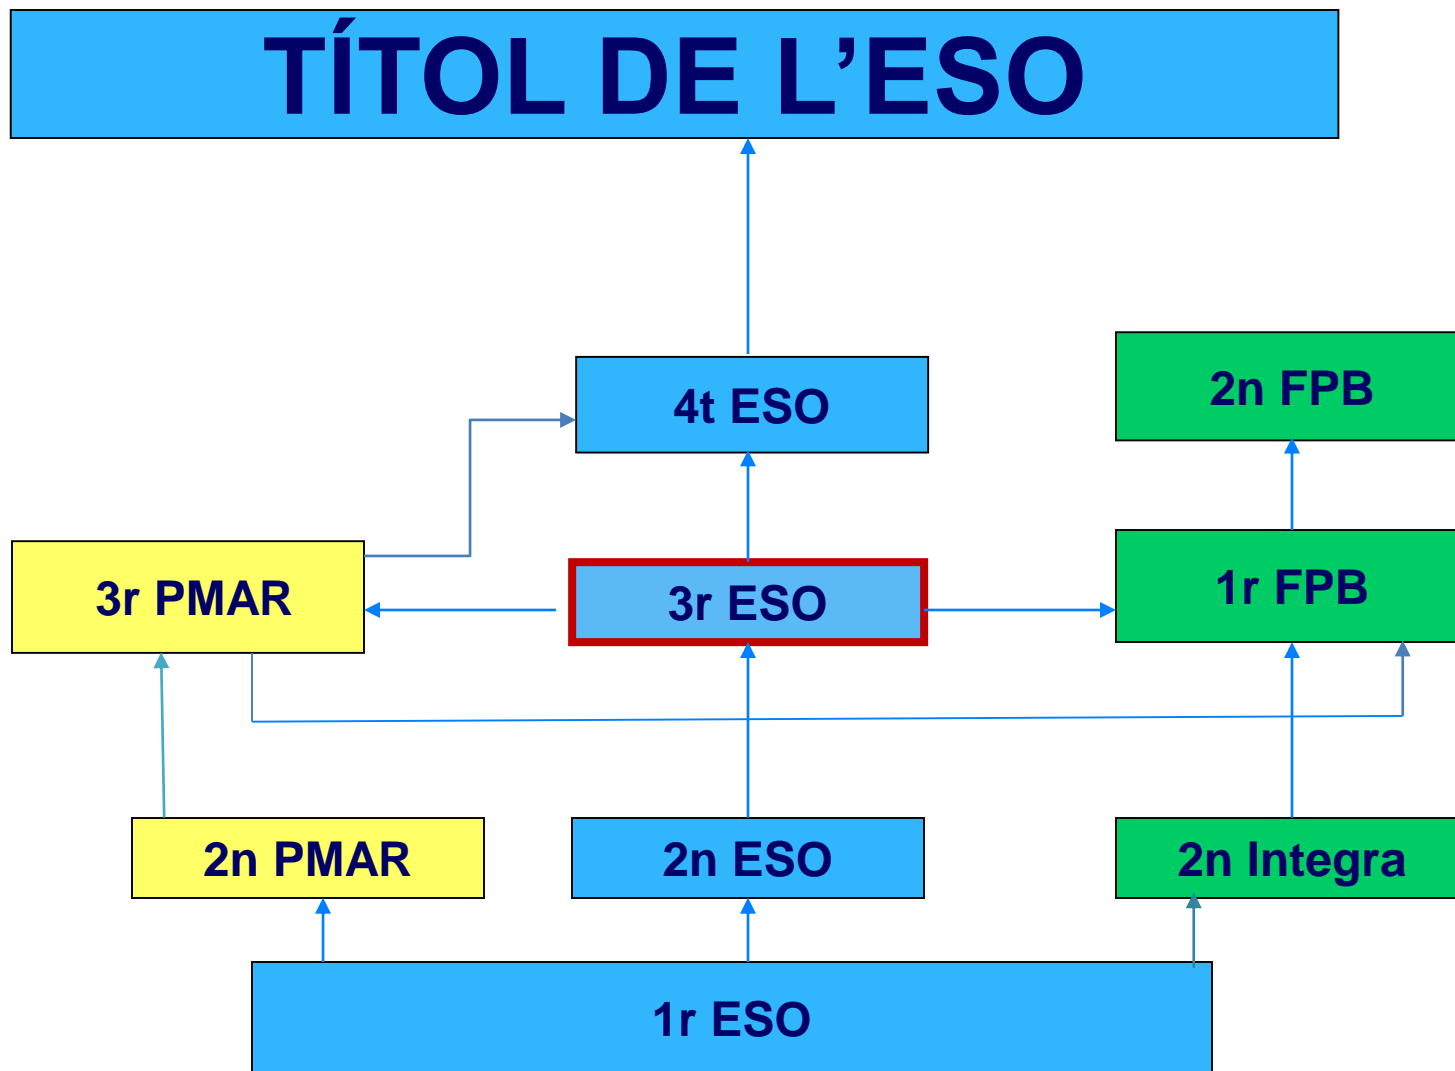 TÍTOL DE L’ESO
4t ESO
2n FPB
3r PMAR
3r ESO
1r FPB
2n PMAR
2n ESO
2n Integra
1r ESO